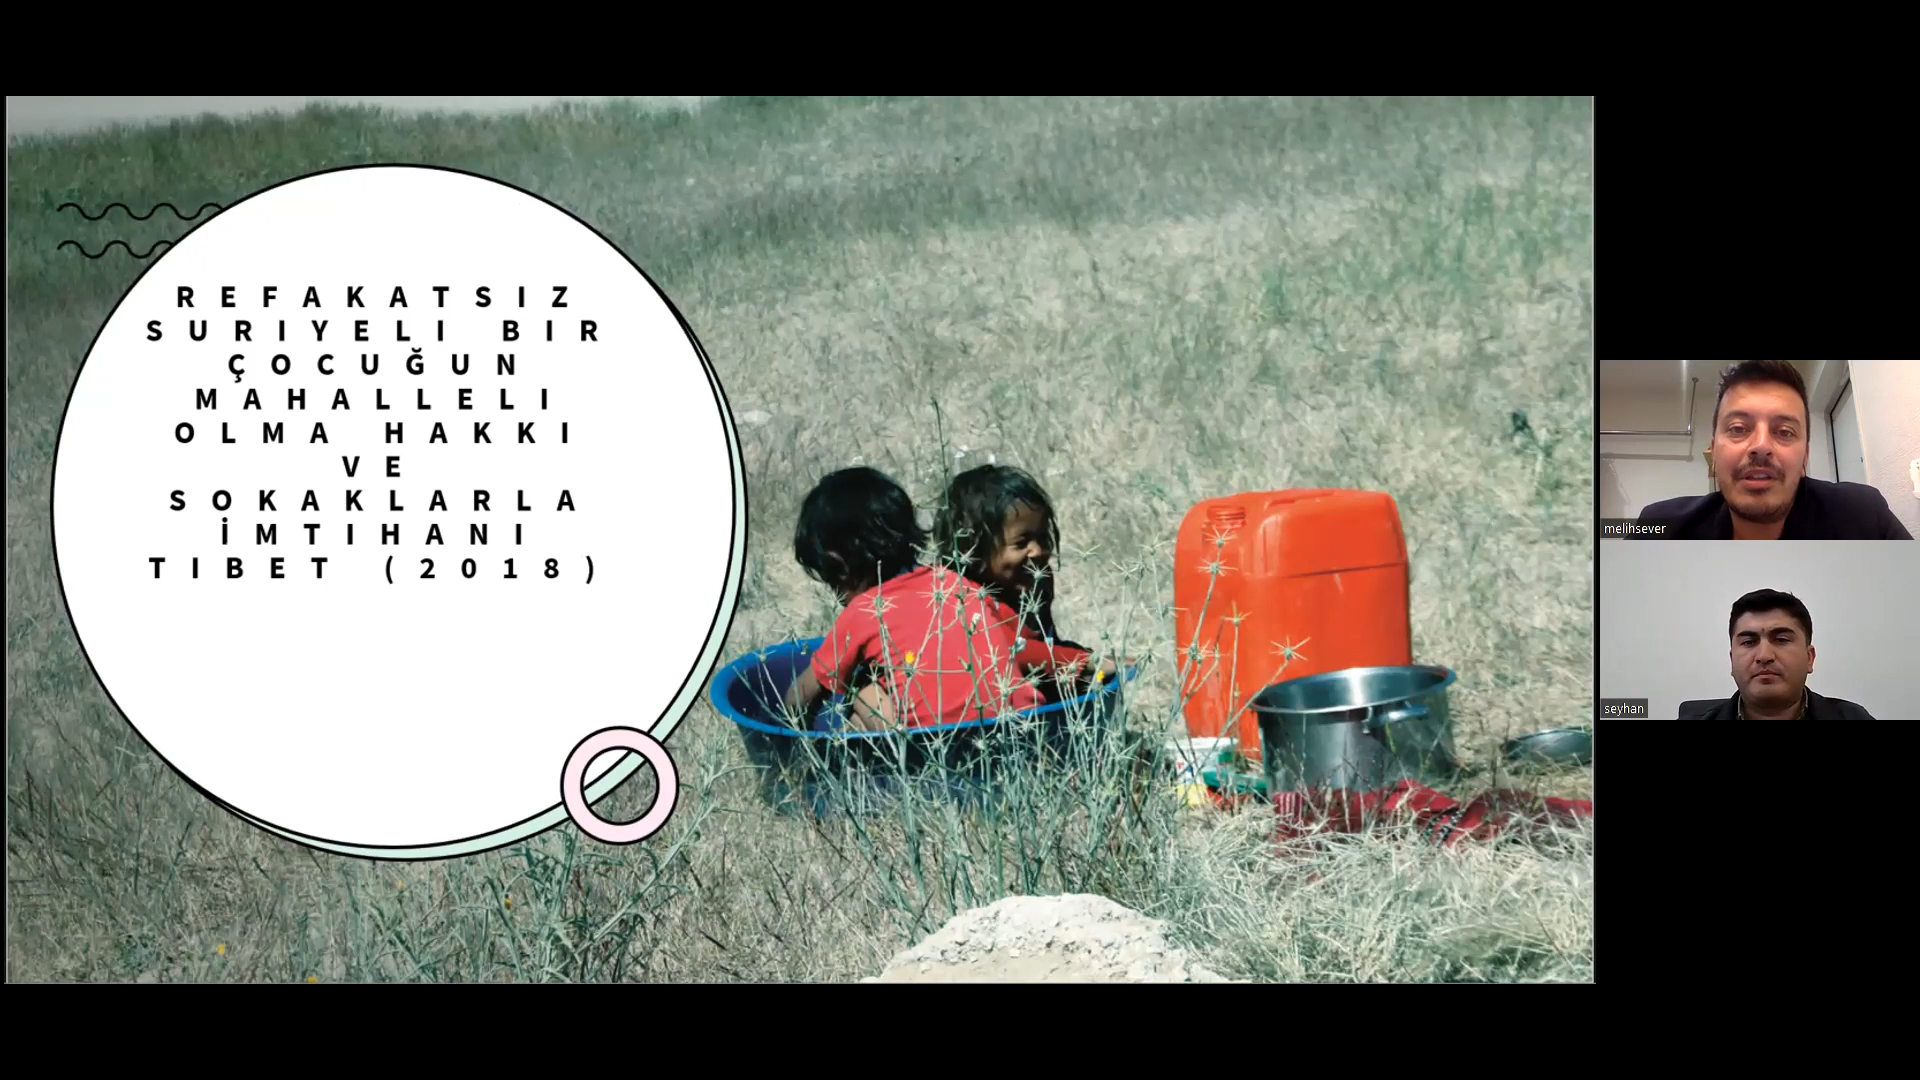 REFAKATSIZ
SURIYELI BIR
ÇOCUĞUN
MAHALLELI
OLMA HAKKI
VE
SOKAKLARLA
İMTIHANI
TIBET (2018)
melihsever
seyhan